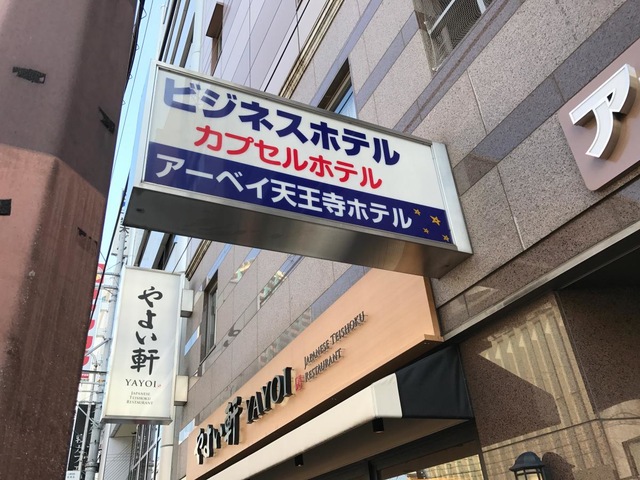 ビジネスホテル
カプセルホテル
アーベイ天王寺ホテル
ア
やよい軒
YAYOI
JAPANESE
TEISHOKU
RESTAURANT
やよい軒 YAYOI
JAPANESE TEISHOKU
RESTAURANT